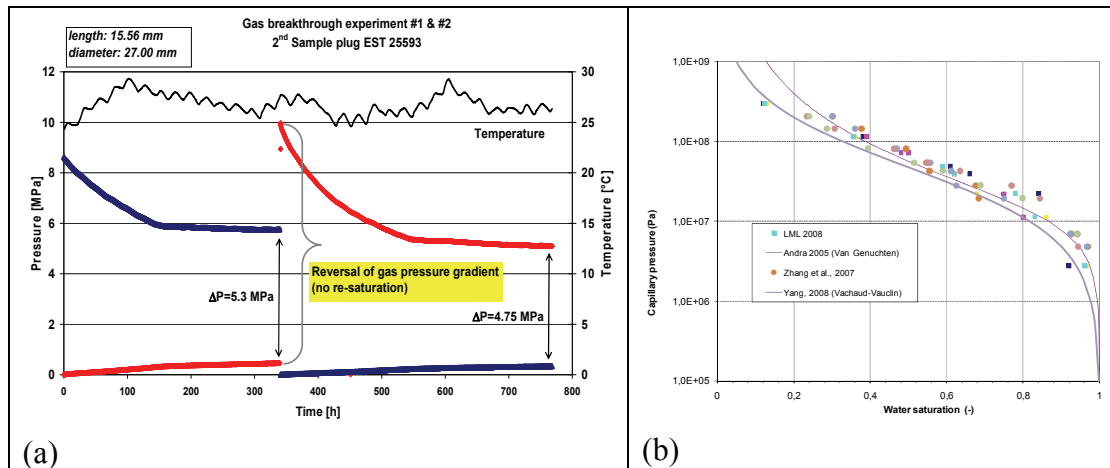 Gas breakthrough experiment #1 & #2
2nd Sample plug EST 25593
length: 15.56 mm
diameter: 27.00 mm
12
10
8
6
4
2
0
Pressure [MPa]
30
25
20
15
10
5
0
Temperature [°C]
Temperature
Reversal of gas pressure gradient
(no re-saturation)
ΔP=5.3 MPa
ΔP=4.75 MPa
0 100 200 300 400 500 600 700 800
Time [h]
(a)
1,0E+09
1,0E+08
1,0E+07
1,0E+06
1,0E+05
Capillary pressure (Pa)
LML 2008
Andra 2005 (Van Genuchten)
Zhang et al., 2007
Yang, 2008 (Vachaud-Vauclin)
0 0,2 0,4 0,6 0,8 1
Water saturation (-)
(b)